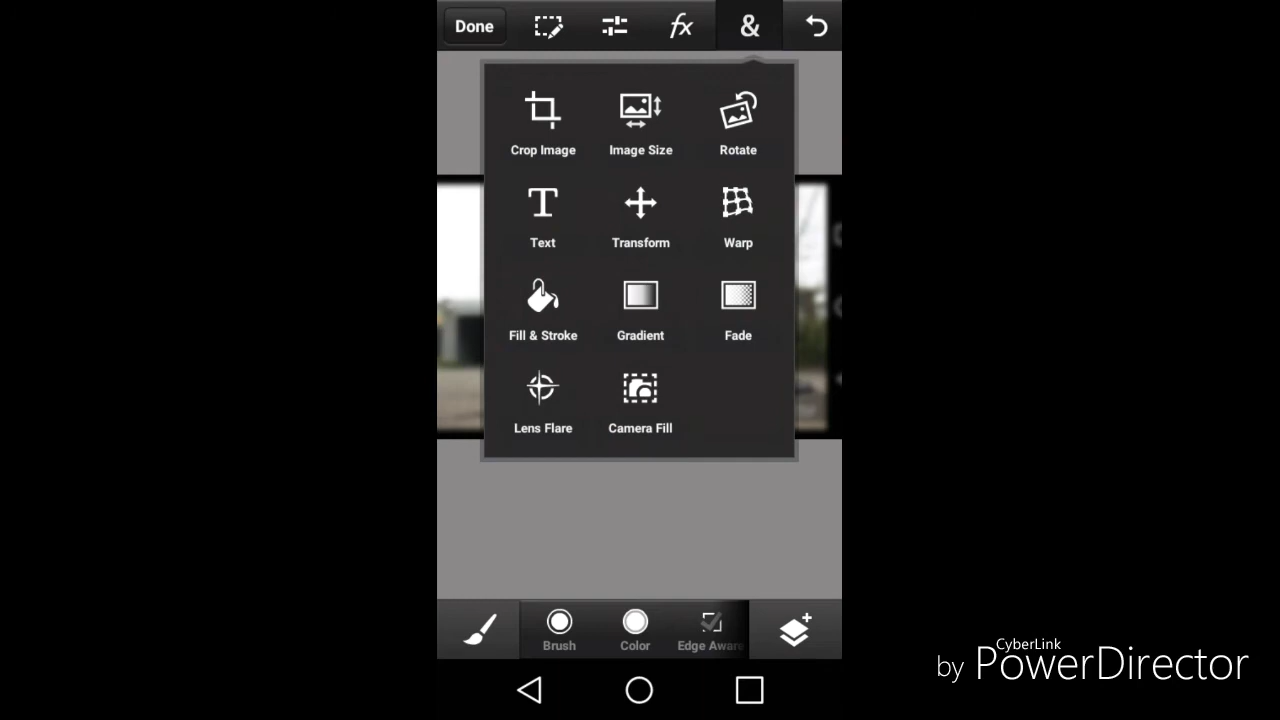 Done fx &
Crop Image Image Size Rotate
Text Transform Warp
Fill & Stroke Gradient Fade
Lens Flare Camera Fill
Brush Color Edge Awar
CyberLink
by PowerDirector